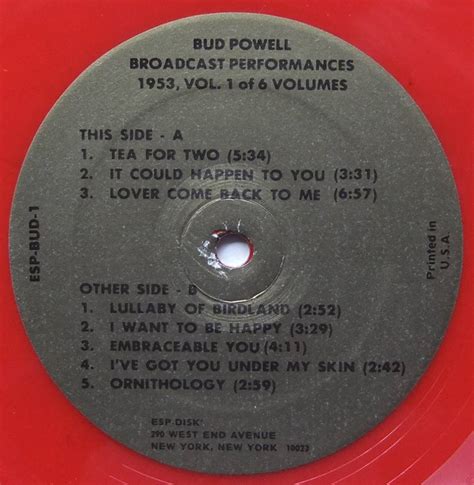 BUD POWELL
BROADCAST PERFORMANCES
1953, VOL. 1 of 6 VOLUMES
THIS SIDE - A
1. TEA FOR TWO (5:34)
2. IT COULD HAPPEN TO YOU (3:31)
3. LOVER COME BACK TO ME (6:57)
ESP-BUD-1
Printed in
U.S.A
OTHER SIDE - B
1. LULLABY OF BIRDLAND (2:52)
2. I WANT TO BE HAPPY (3:29)
3. EMBRACEABLE YOU (4:11)
4. I'VE GOT YOU UNDER MY SKIN (2:42)
5. ORNITHOLOGY (2:59)
ESP-DISK'
290 WEST END AVENUE
NEW YORK, NEW YORK 10023